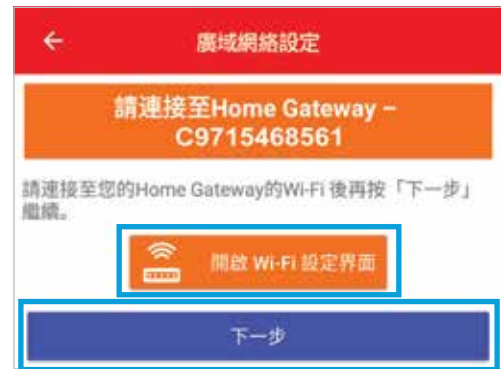 廣域網絡設定
請連接至Home Gateway –
C9715468561
請連接至您的Home Gateway的Wi-Fi 後再按「下一步」
繼續。
開啟 Wi-Fi 設定界面
下一步